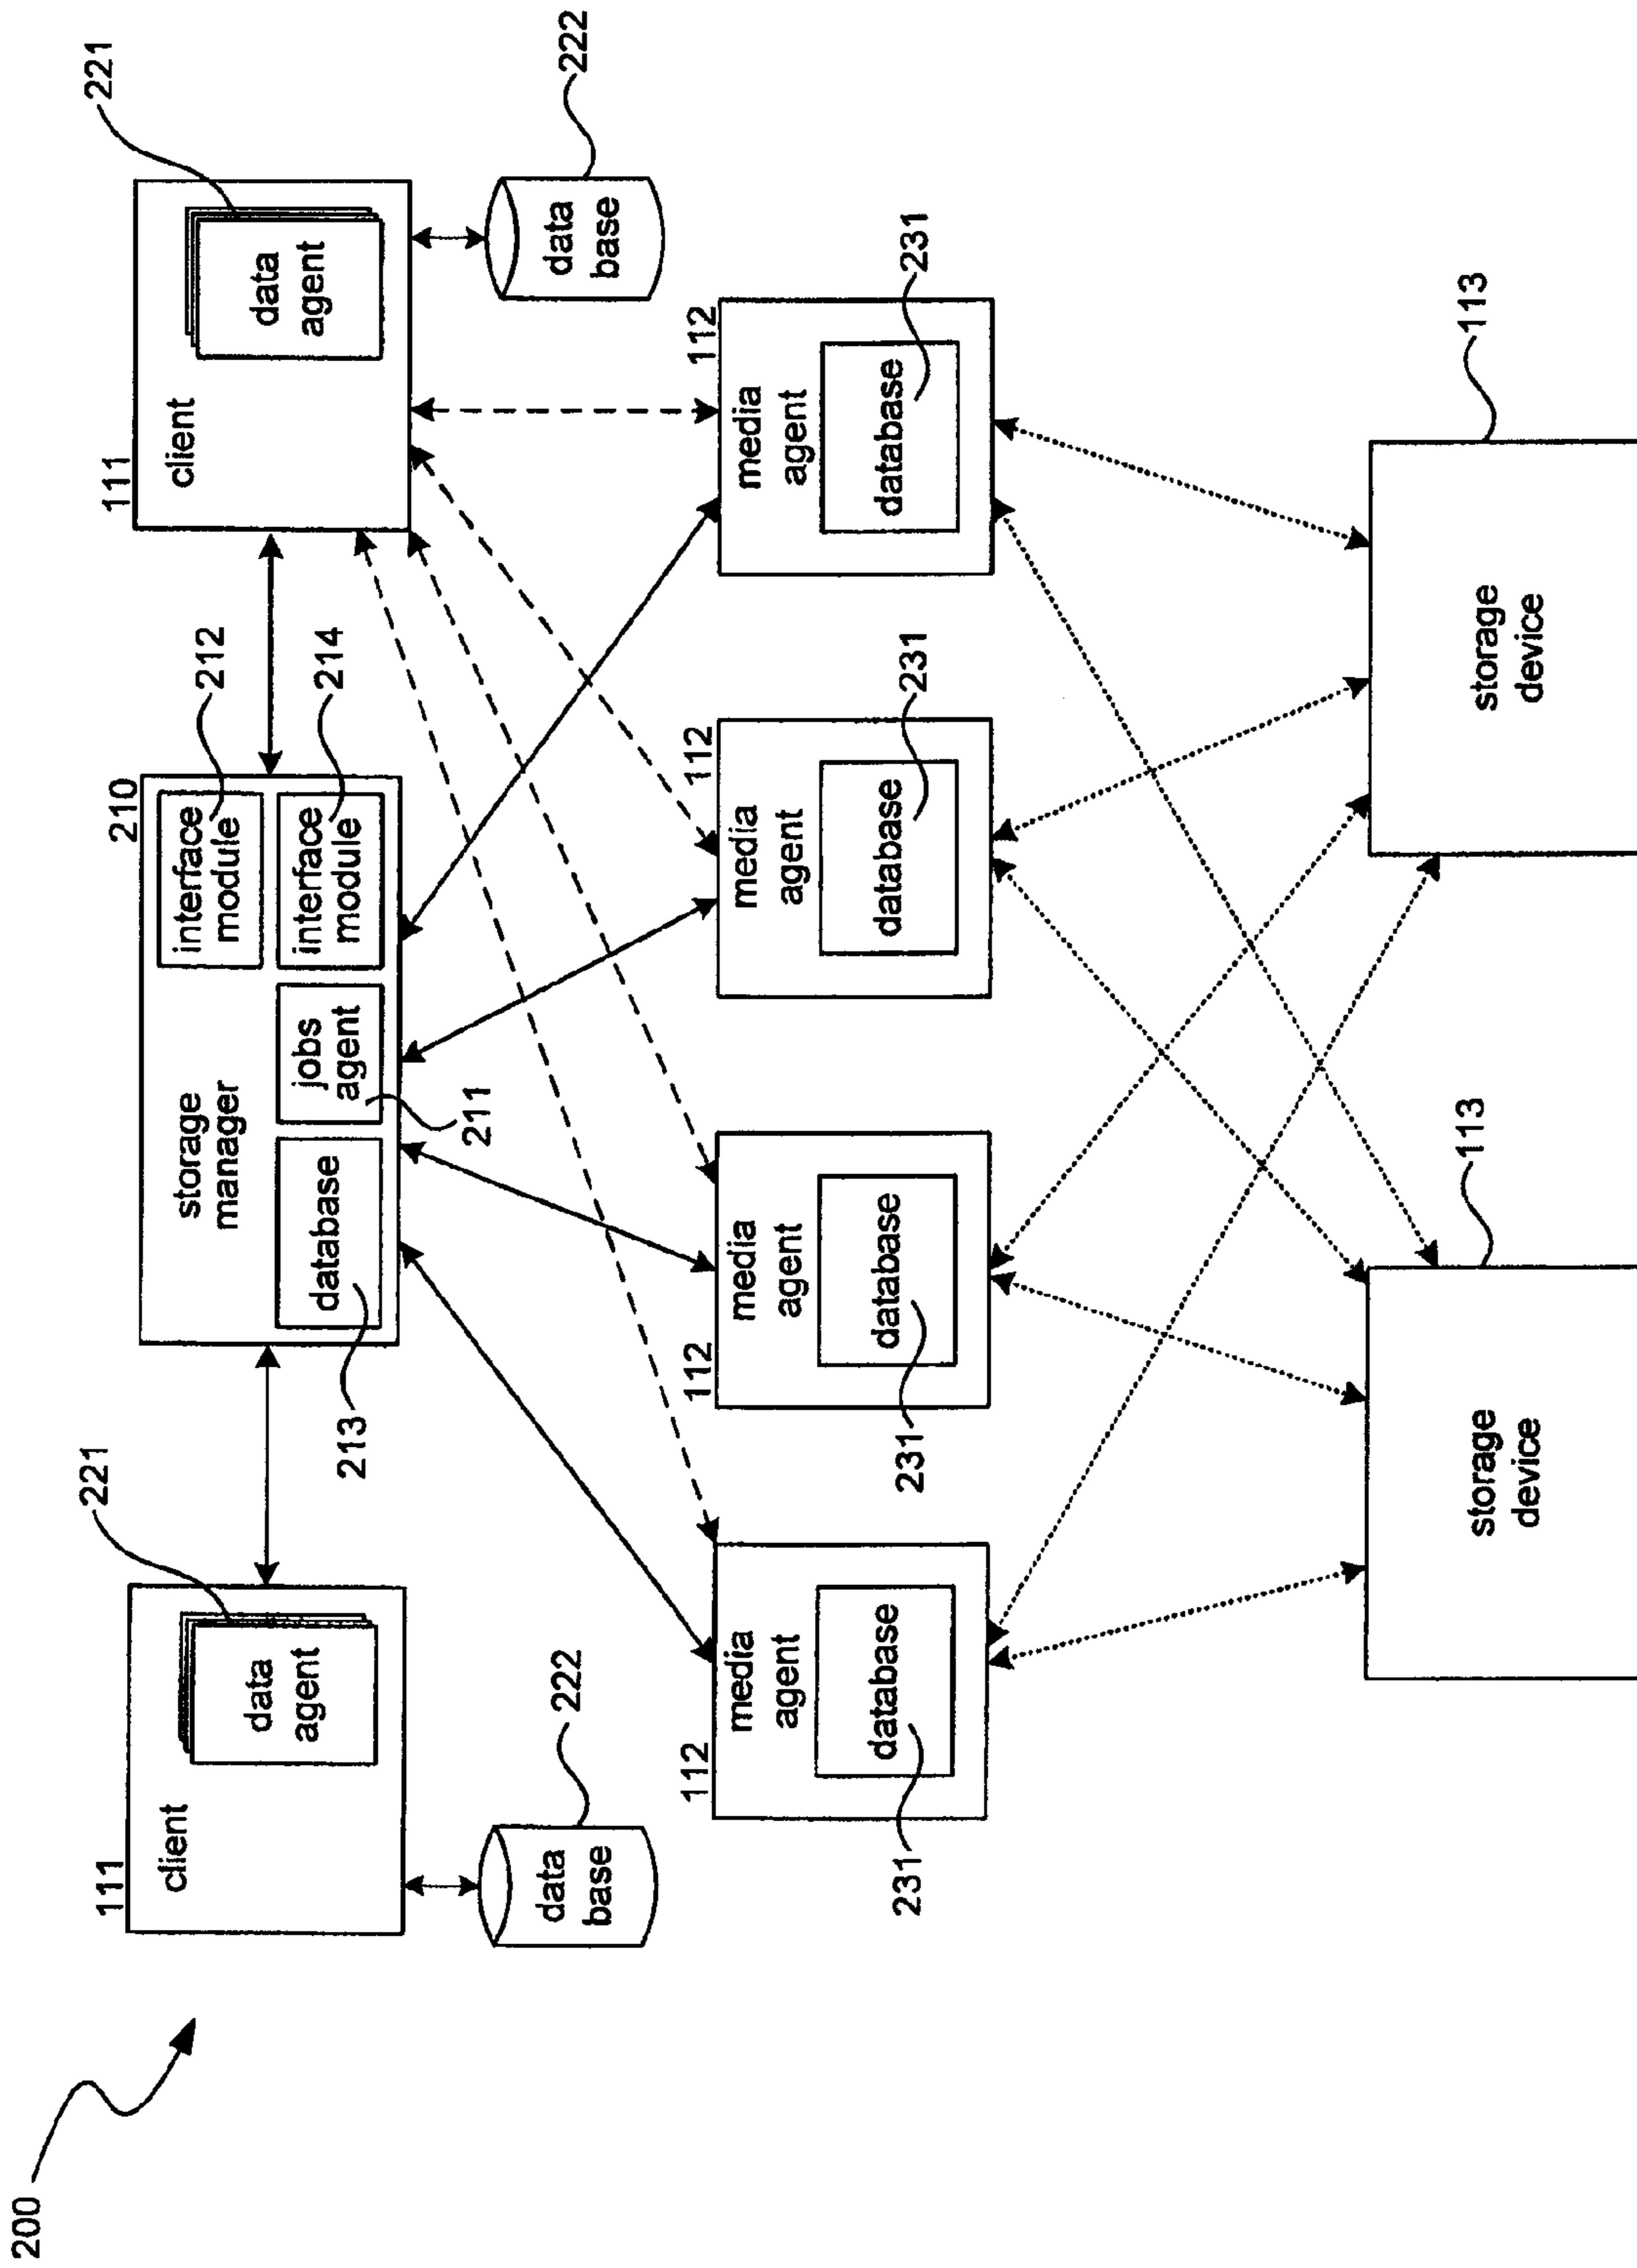 200
111
client
data
agent
221
data
base
222
210
storage
manager
database
213
jobs
agent
211
interface
module
212
interface
module
214
111
client
data
agent
221
data
base
222
112
media
agent
database
231
112
media
agent
database
231
112
media
agent
database
231
112
media
agent
database
231
storage
device
113
storage
device
113